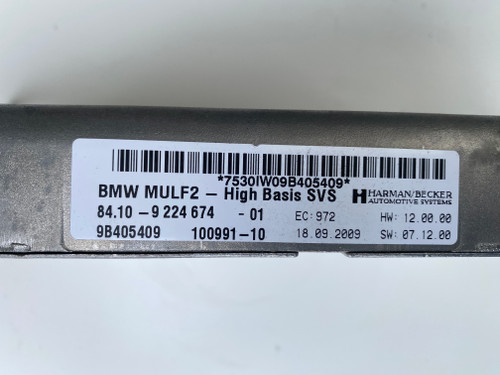 *7530IW09B405409*
BMW MULF2 – High Basis SVS HARMAN/BECKER
AUTOMOTIVE SYSTEMS
84.10 – 9 224 674 - 01 EC: 972 HW: 12.00.00
9B405409 100991-10 18.09.2009 SW: 07.12.00